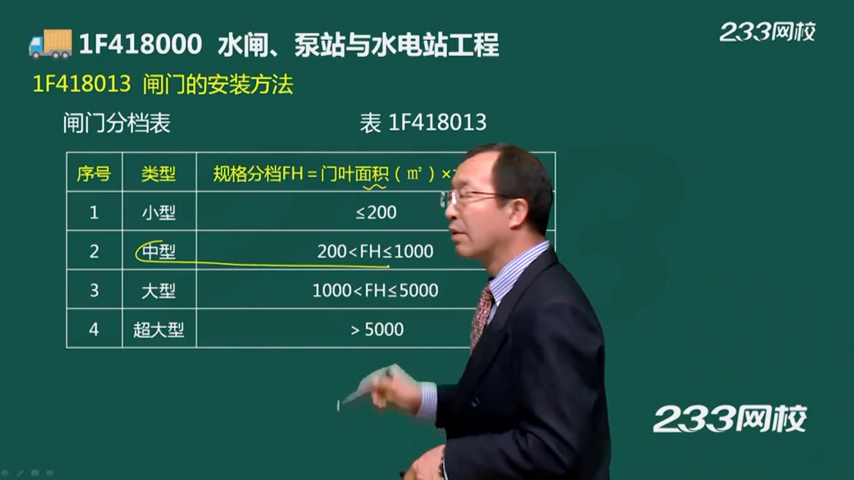 1F418000 水闸、泵站与水电站工程
233网校
1F418013 闸门的安装方法
闸门分档表 表 1F418013
序号 类型 规格分档FH＝门叶面积（㎡）×
1 小型 ≤200
2 中型 200<FH≤1000
3 大型 1000<FH≤5000
4 超大型 ＞5000
233网校